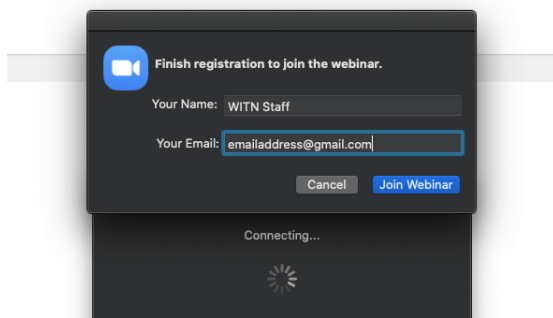 Finish registration to join the webinar.
Your Name: WITN Staff
Your Email: emailaddress@gmail.com
Cancel Join Webinar
Connecting...